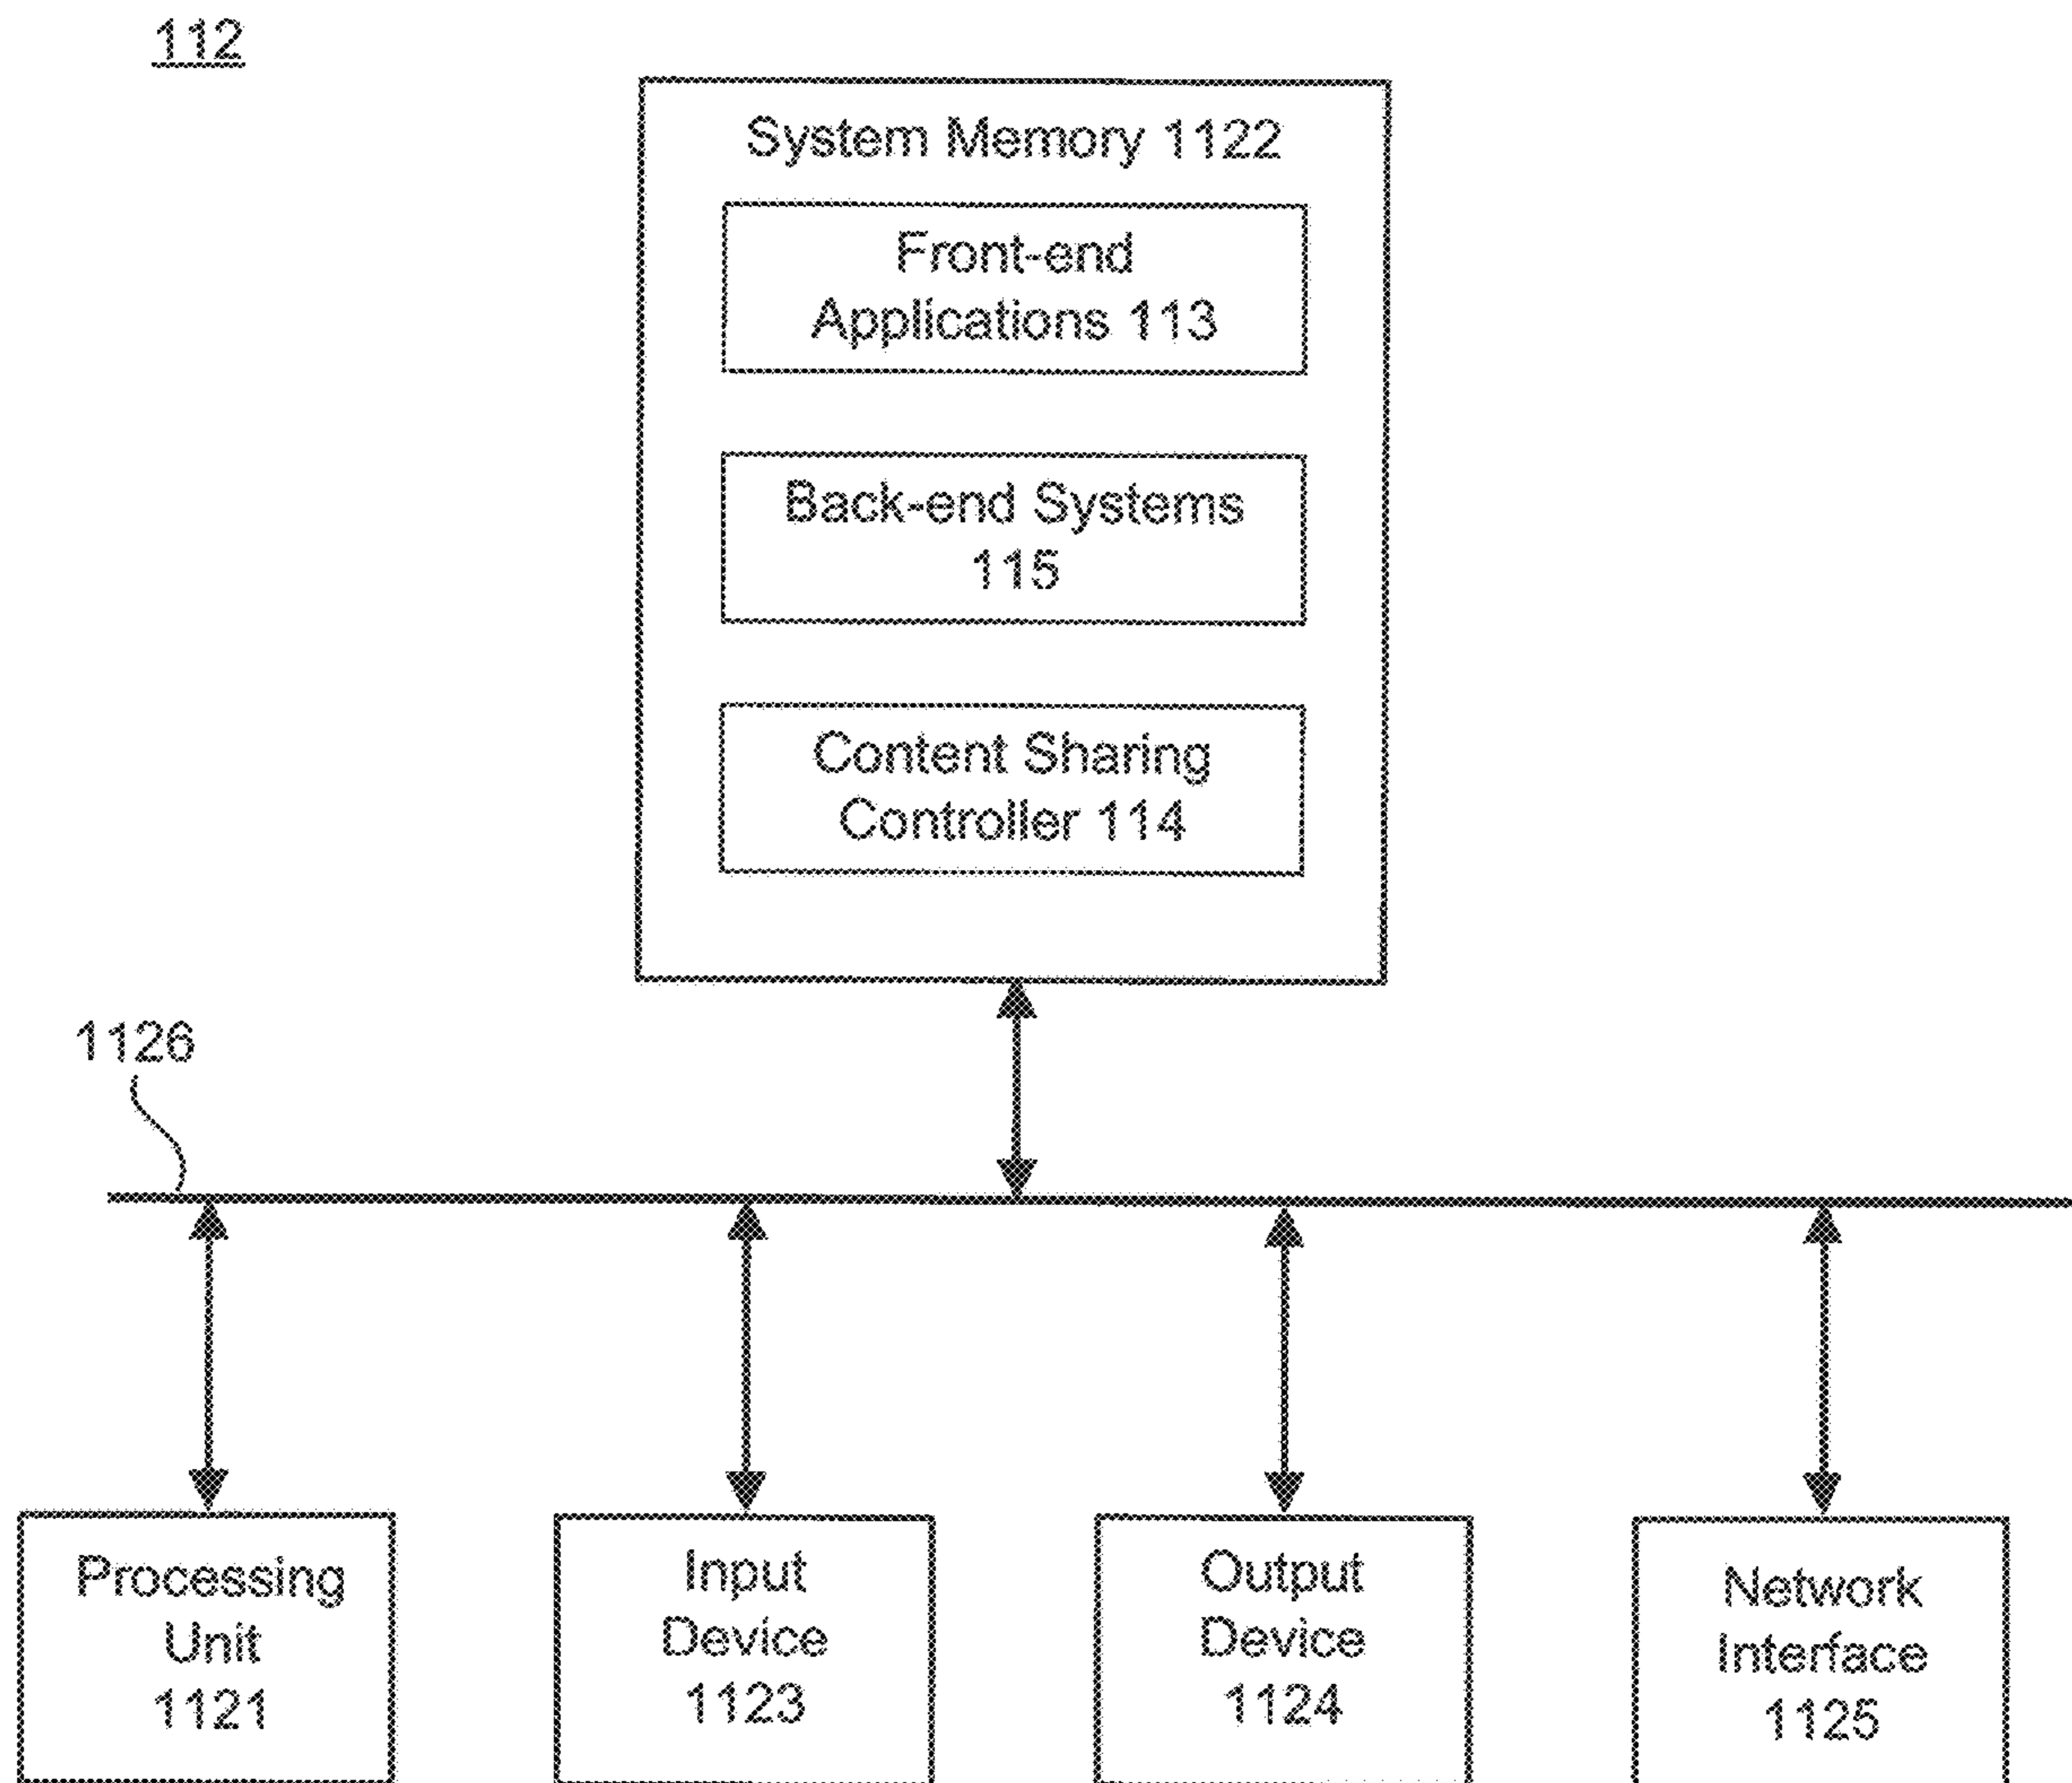 112
System Memory 1122
Front-end
Applications 113
Back-end Systems
115
Content Sharing
Controller 114
1126
Processing
Unit
1121
Input
Device
1123
Output
Device
1124
Network
Interface
1125